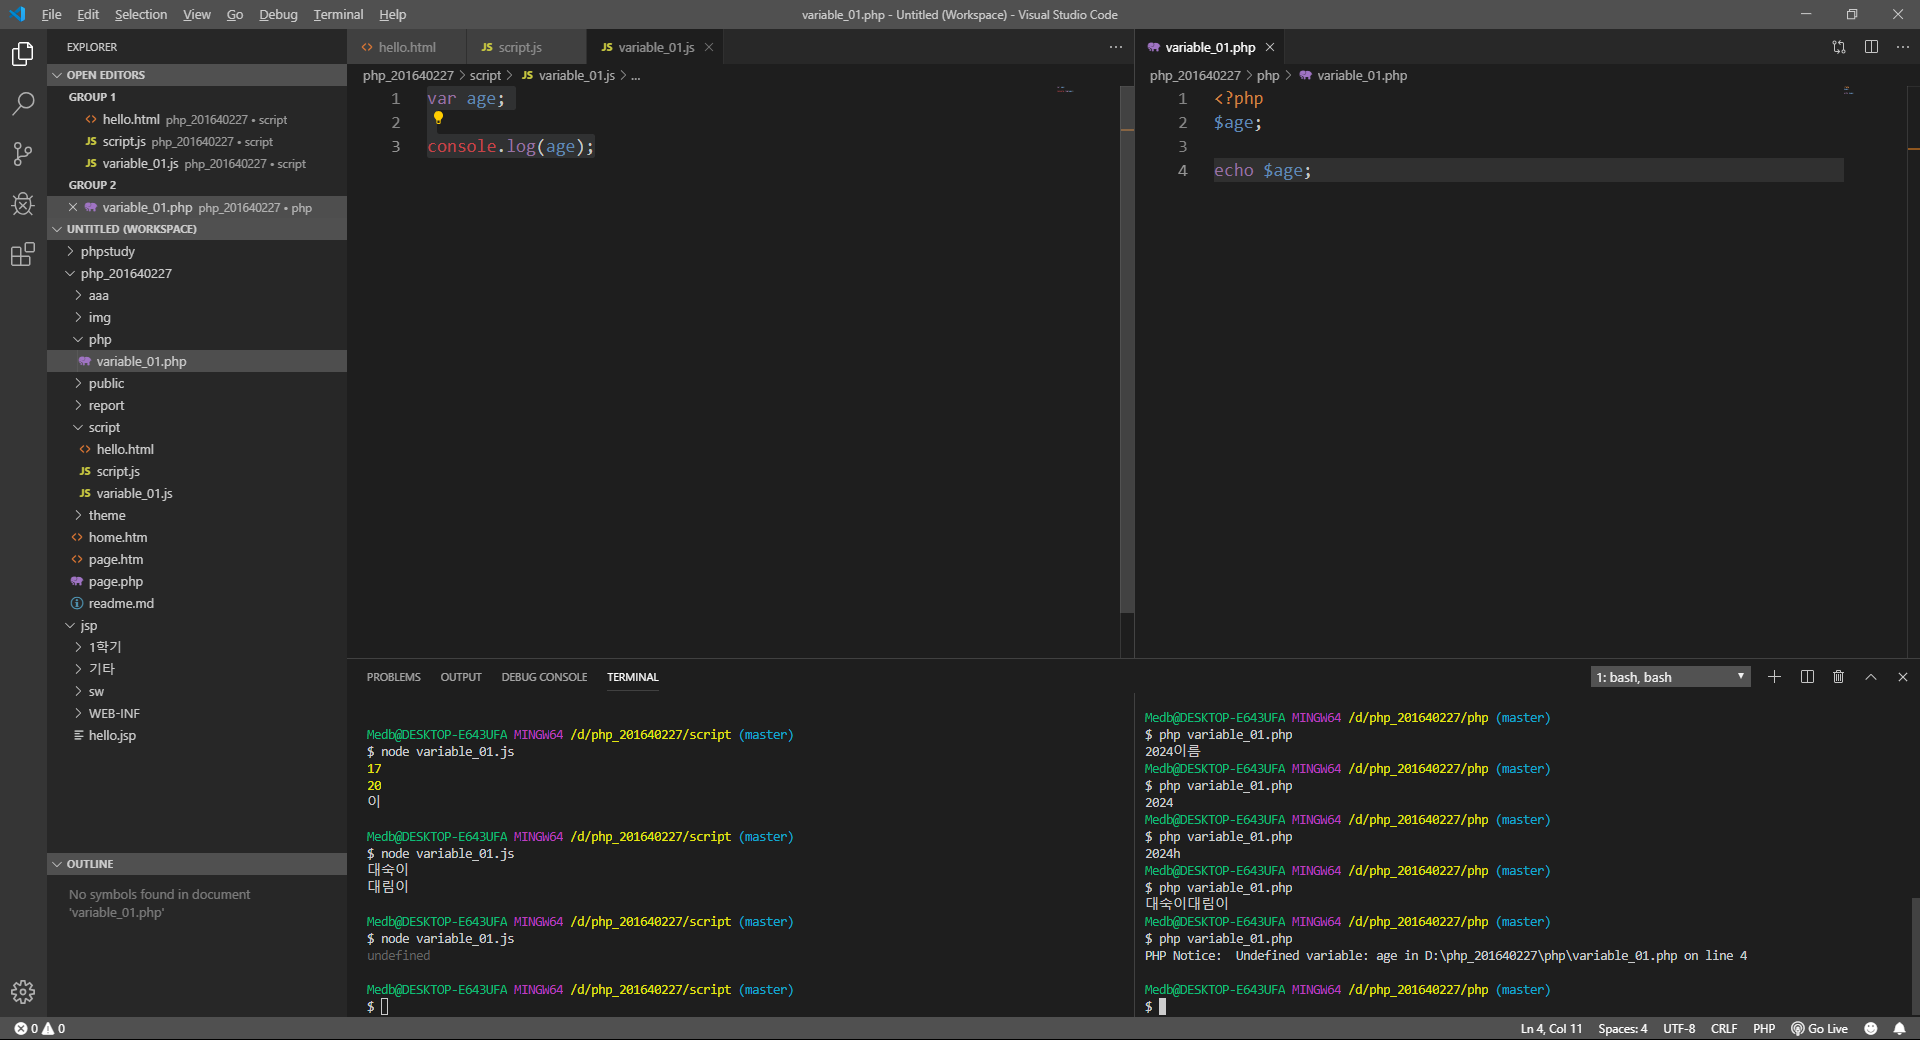 File Edit Selection View Go Debug Terminal Help
variable_01.php - Untitled (Workspace) - Visual Studio Code
EXPLORER
OPEN EDITORS
GROUP 1
hello.html php_201640227 • script
JS script.js php_201640227 • script
JS variable_01.js php_201640227 • script
GROUP 2
variable_01.php php_201640227 • php
UNTITLED (WORKSPACE)
phpstudy
php_201640227
aaa
img
php
variable_01.php
public
report
script
hello.html
JS script.js
JS variable_01.js
theme
home.htm
page.htm
page.php
readme.md
jsp
1학기
기타
sw
WEB-INF
hello.jsp
OUTLINE
No symbols found in document
'variable_01.php'
hello.html JS script.js JS variable_01.js
php_201640227 > script > JS variable_01.js > ...
1 var age;
2
3 console.log(age);
variable_01.php
php_201640227 > php > variable_01.php
1 <?php
2 $age;
3
4 echo $age;
PROBLEMS OUTPUT DEBUG CONSOLE TERMINAL
1: bash, bash
Medb@DESKTOP-E643UFA MINGW64 /d/php_201640227/script (master)
$ node variable_01.js
17
20
이
Medb@DESKTOP-E643UFA MINGW64 /d/php_201640227/script (master)
$ node variable_01.js
대숙이
대림이
Medb@DESKTOP-E643UFA MINGW64 /d/php_201640227/script (master)
$ node variable_01.js
undefined
Medb@DESKTOP-E643UFA MINGW64 /d/php_201640227/script (master)
$
Medb@DESKTOP-E643UFA MINGW64 /d/php_201640227/php (master)
$ php variable_01.php
2024이름
Medb@DESKTOP-E643UFA MINGW64 /d/php_201640227/php (master)
$ php variable_01.php
2024
Medb@DESKTOP-E643UFA MINGW64 /d/php_201640227/php (master)
$ php variable_01.php
2024h
Medb@DESKTOP-E643UFA MINGW64 /d/php_201640227/php (master)
$ php variable_01.php
대숙이대림이
Medb@DESKTOP-E643UFA MINGW64 /d/php_201640227/php (master)
$ php variable_01.php
PHP Notice:  Undefined variable: age in D:\php_201640227\php\variable_01.php on line 4
Medb@DESKTOP-E643UFA MINGW64 /d/php_201640227/php (master)
$
0 0
Ln 4, Col 11 Spaces: 4 UTF-8 CRLF PHP Go Live